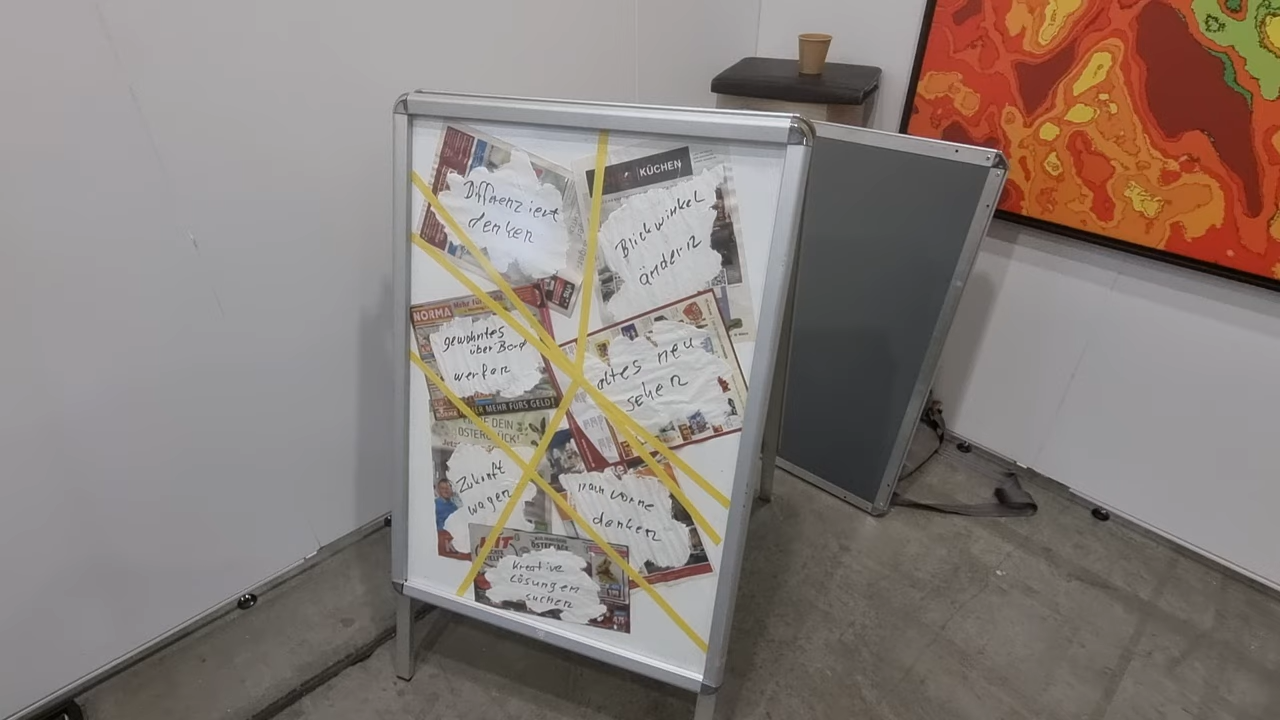 Differenziert
denken
KÜCHEN
Blickwinkel
ändern
NORMA
gewohntes
über Bord
werfen
MEHR FÜRS GELD!
altes neu
sehen
DEIN
Zukunft
wagen
nach vorne
denken
kreative
Lösungen
suchen